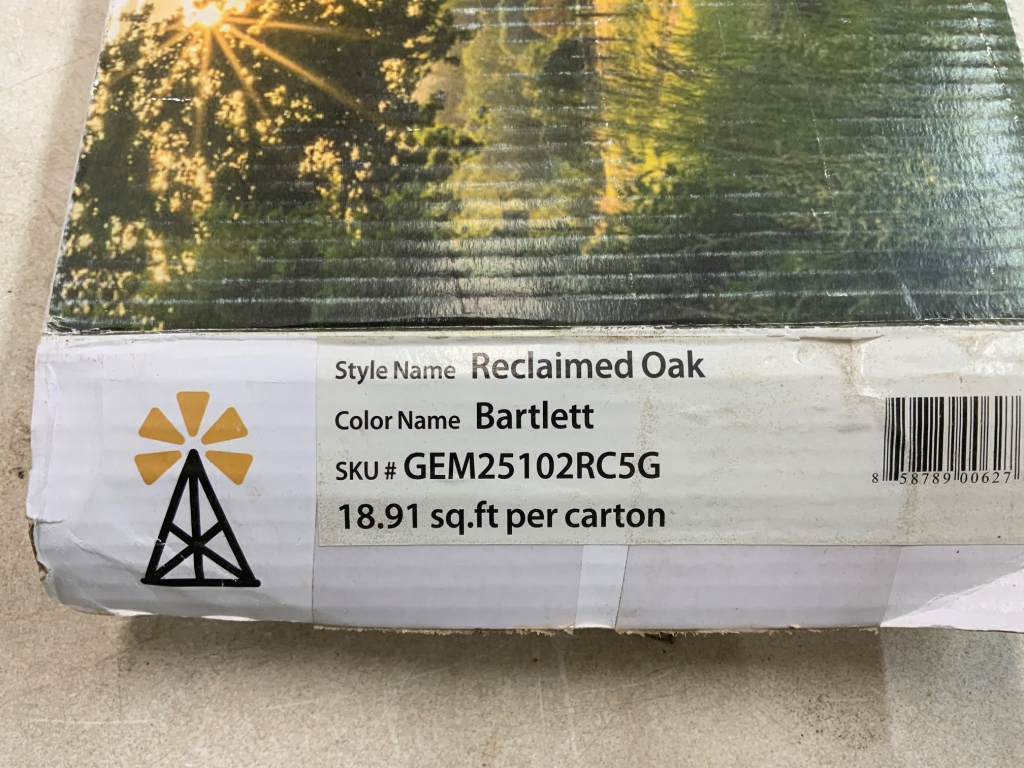 Style Name Reclaimed Oak
Color Name Bartlett
SKU # GEM25102RC5G
18.91 sq.ft per carton
8 58789 00627